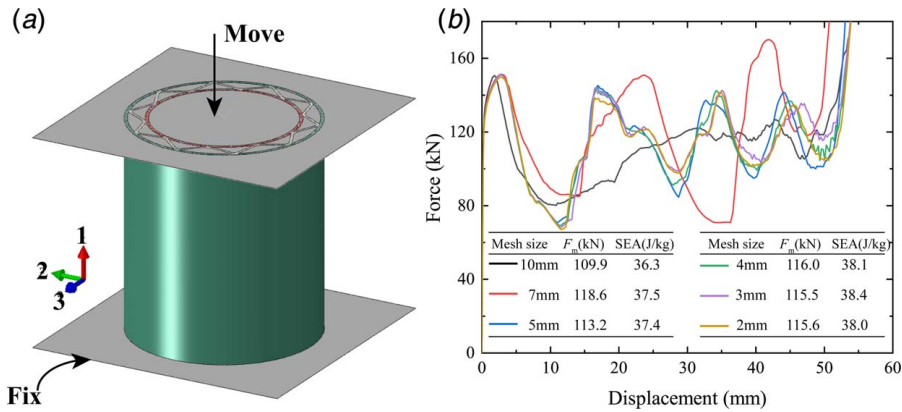 (a)
Move
1
2
3
Fix
(b)
160
120
80
40
0
Force (kN)
Mesh size Fm(kN) SEA(J/kg)
10mm 109.9 36.3
7mm 118.6 37.5
5mm 113.2 37.4
Mesh size Fm(kN) SEA(J/kg)
4mm 116.0 38.1
3mm 115.5 38.4
2mm 115.6 38.0
0 10 20 30 40 50 60
Displacement (mm)